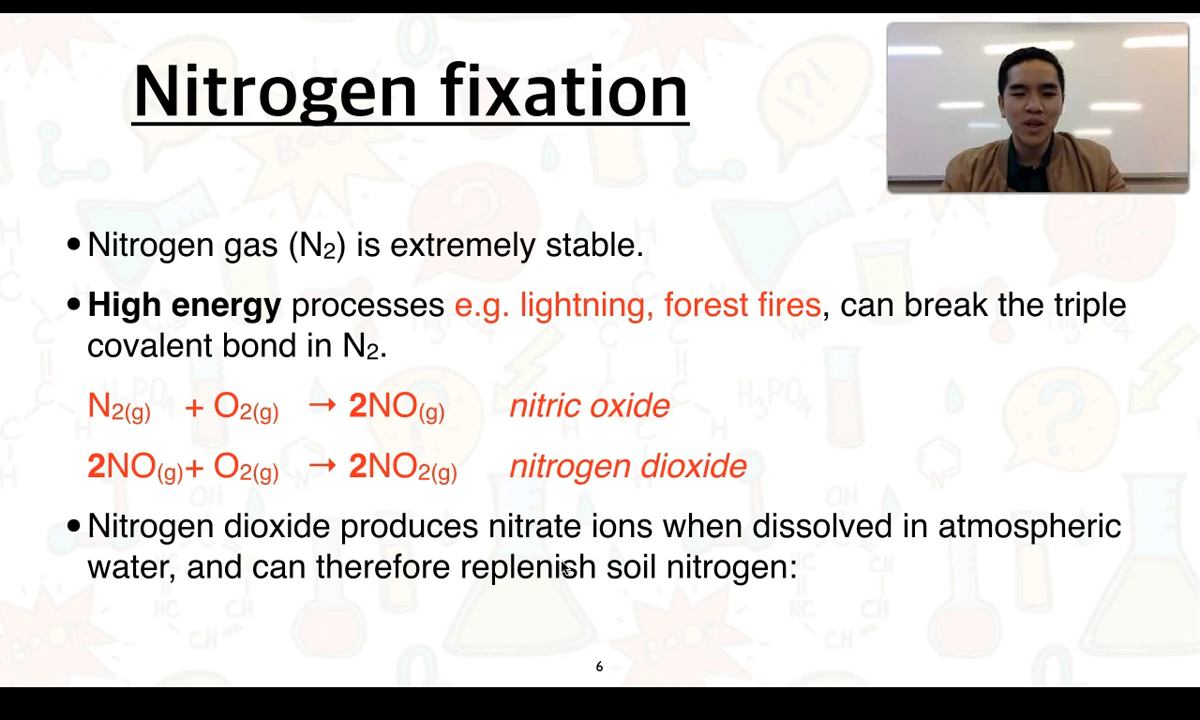 Nitrogen fixation
•Nitrogen gas (N₂) is extremely stable.
•High energy processes e.g. lightning, forest fires, can break the triple
covalent bond in N₂.
N₂(g) + O₂(g) → 2NO(g) nitric oxide
2NO(g)+ O₂(g) → 2NO₂(g) nitrogen dioxide
•Nitrogen dioxide produces nitrate ions when dissolved in atmospheric
water, and can therefore replenish soil nitrogen:
6